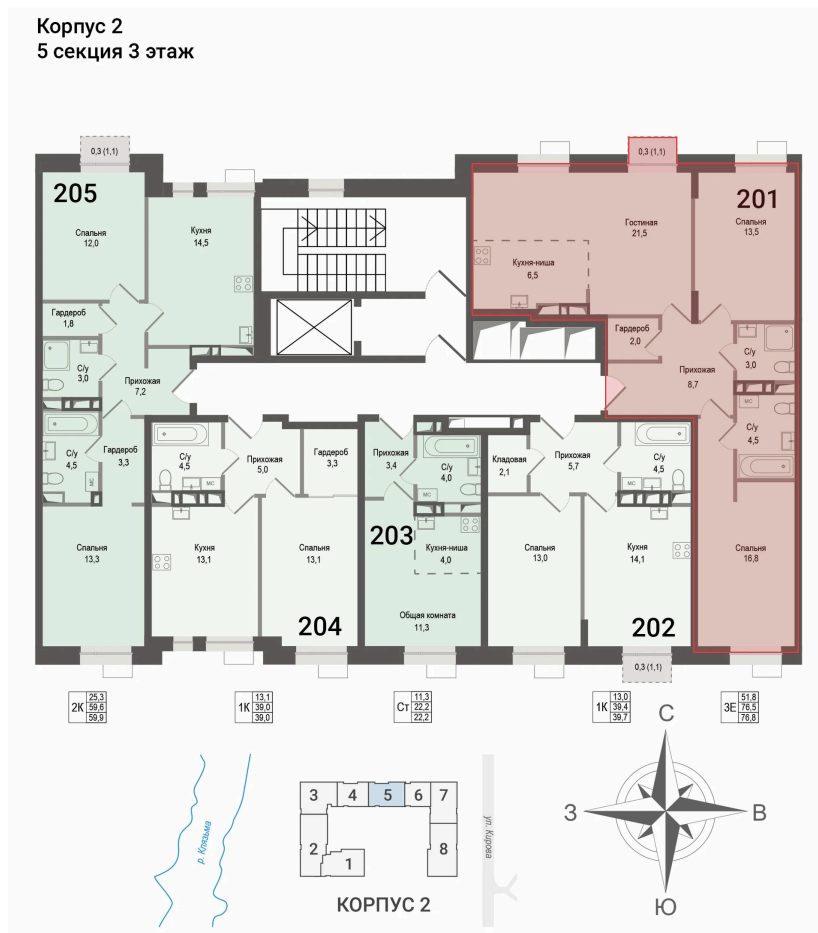 Корпус 2
5 секция 3 этаж
0,3 (1,1)
0,3 (1,1)
205
201
Спальня
12,0
Кухня
14,5
Гостиная
21,5
Спальня
13,5
Кухня-ниша
6,5
Гардероб
1,8
Гардероб
2,0
С/у
3,0
Прихожая
7,2
Прихожая
8,7
С/у
3,0
С/у
4,5
МС
Гардероб
3,3
С/у
4,5
МС
Прихожая
5,0
Гардероб
3,3
Прихожая
3,4
С/у
4,0
МС
Кладовая
2,1
Прихожая
5,7
С/у
4,5
МС
МС
С/у
4,5
203
Спальня
13,3
Кухня
13,1
Спальня
13,1
Кухня-ниша
4,0
Спальня
13,0
Кухня
14,1
Спальня
16,8
Общая комната
11,3
204
202
0,3 (1,1)
2К
25,3
59,6
59,9
1К
13,1
39,0
39,0
Ст
11,3
22,2
22,2
1К
13,0
39,4
39,7
3Е
51,8
76,5
76,8
р. Клязьма
3
4
5
6
7
2
1
8
КОРПУС 2
ул. Кирова
С
З
В
Ю